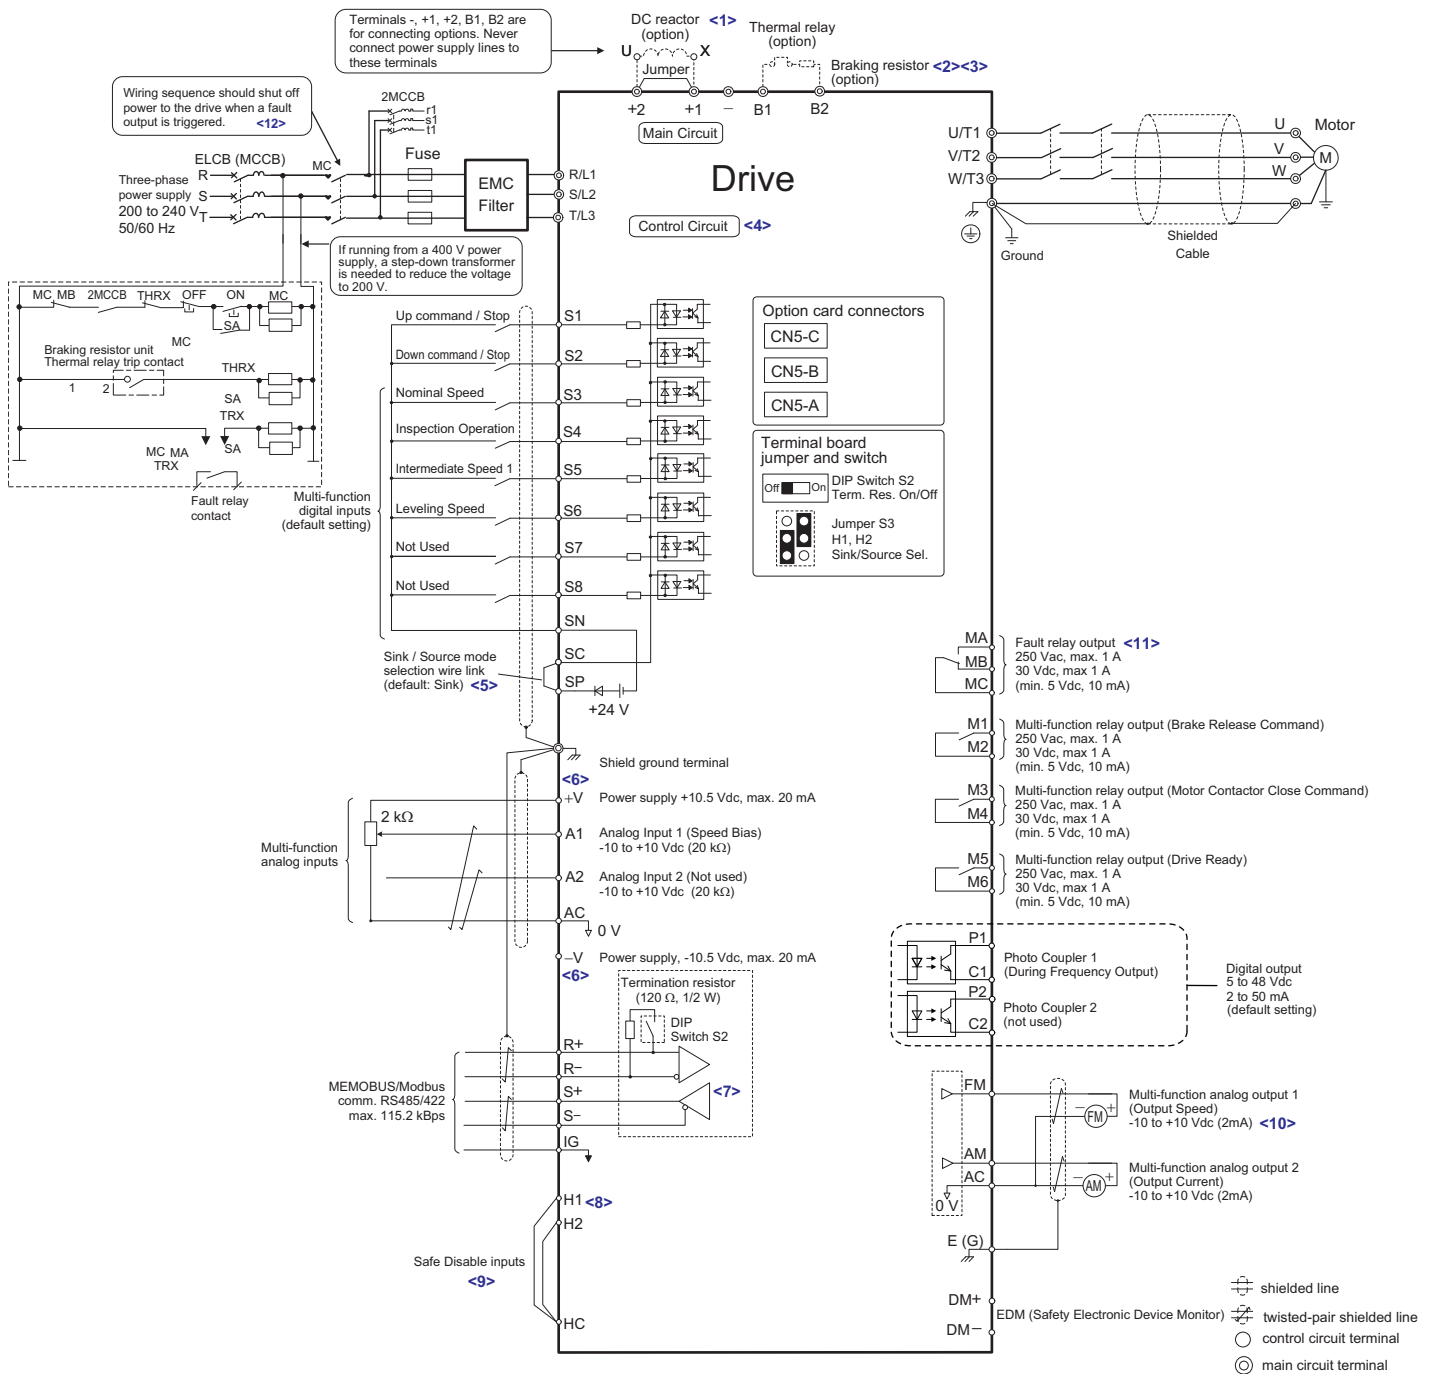 Terminals -, +1, +2, B1, B2 are
for connecting options. Never
connect power supply lines to
these terminals
DC reactor <1>
(option)
U X
Jumper
Thermal relay
(option)
Braking resistor <2><3>
(option)
+2 +1 − B1 B2
Main Circuit
Drive
Control Circuit <4>
Wiring sequence should shut off
power to the drive when a fault
output is triggered. <12>
2MCCB
r1
s1
t1
ELCB (MCCB)
MC
Fuse
Three-phase
power supply
200 to 240 V
50/60 Hz
R
S
T
EMC
Filter
R/L1
S/L2
T/L3
If running from a 400 V power
supply, a step-down transformer
is needed to reduce the voltage
to 200 V.
U/T1
V/T2
W/T3
U
V
W
Motor
M
Ground
Shielded
Cable
MC MB 2MCCB THRX OFF ON MC
SA
MC
Braking resistor unit
Thermal relay trip contact
1 2
THRX
SA
TRX
MC MA
TRX
SA
Fault relay
contact
Up command / Stop S1
Down command / Stop S2
Nominal Speed S3
Inspection Operation S4
Intermediate Speed 1 S5
Leveling Speed S6
Not Used S7
Not Used S8
Multi-function
digital inputs
(default setting)
SN
SC
SP
+24 V
Sink / Source mode
selection wire link
(default: Sink) <5>
Option card connectors
CN5-C
CN5-B
CN5-A
Terminal board
jumper and switch
Off On
DIP Switch S2
Term. Res. On/Off
Jumper S3
H1, H2
Sink/Source Sel.
Shield ground terminal
<6>
+V Power supply +10.5 Vdc, max. 20 mA
2 kΩ
Multi-function
analog inputs
A1 Analog Input 1 (Speed Bias)
-10 to +10 Vdc (20 kΩ)
A2 Analog Input 2 (Not used)
-10 to +10 Vdc (20 kΩ)
AC
0 V
−V Power supply, -10.5 Vdc, max. 20 mA
<6>
Termination resistor
(120 Ω, 1/2 W)
DIP
Switch S2
<7>
MEMOBUS/Modbus
comm. RS485/422
max. 115.2 kBps
R+
R−
S+
S−
IG
H1 <8>
H2
Safe Disable inputs
<9>
HC
MA
MB
MC
Fault relay output <11>
250 Vac, max. 1 A
30 Vdc, max 1 A
(min. 5 Vdc, 10 mA)
M1
M2
Multi-function relay output (Brake Release Command)
250 Vac, max. 1 A
30 Vdc, max 1 A
(min. 5 Vdc, 10 mA)
M3
M4
Multi-function relay output (Motor Contactor Close Command)
250 Vac, max. 1 A
30 Vdc, max 1 A
(min. 5 Vdc, 10 mA)
M5
M6
Multi-function relay output (Drive Ready)
250 Vac, max. 1 A
30 Vdc, max 1 A
(min. 5 Vdc, 10 mA)
P1
C1
P2
C2
Photo Coupler 1
(During Frequency Output)
Photo Coupler 2
(not used)
Digital output
5 to 48 Vdc
2 to 50 mA
(default setting)
FM
− FM +
Multi-function analog output 1
(Output Speed)
-10 to +10 Vdc (2mA) <10>
AM
AC
0 V
− AM +
Multi-function analog output 2
(Output Current)
-10 to +10 Vdc (2mA)
E (G)
DM+
DM−
EDM (Safety Electronic Device Monitor)
shielded line
twisted-pair shielded line
control circuit terminal
main circuit terminal